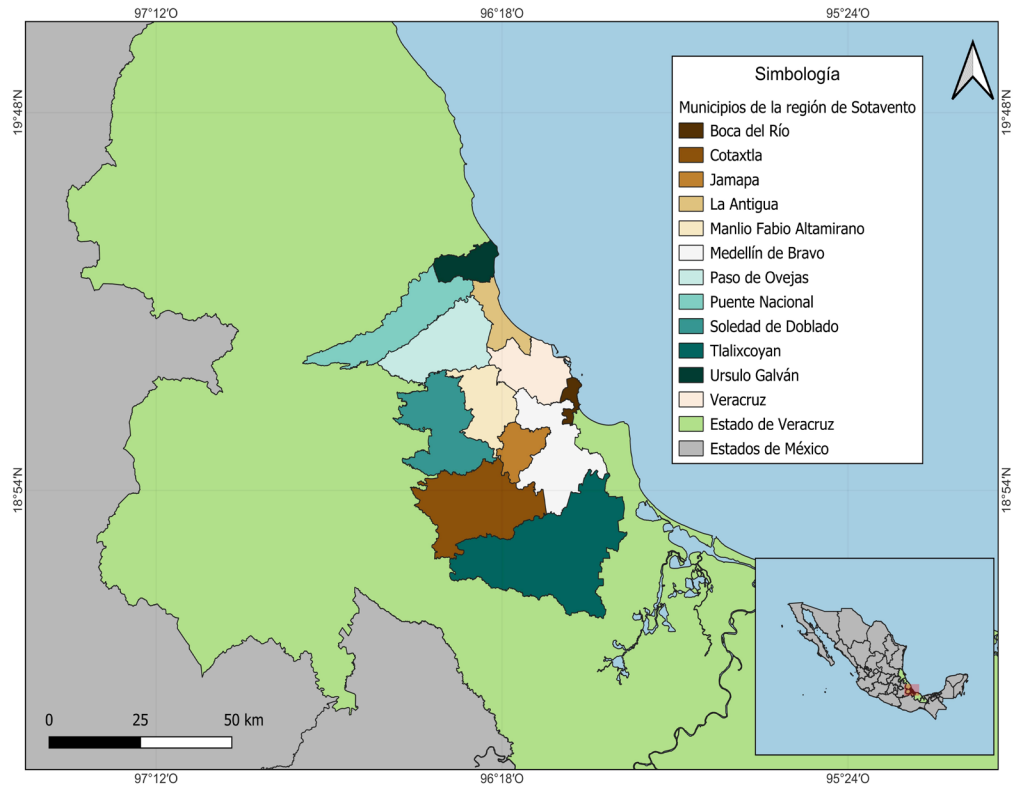 97°12'O 96°18'O 95°24'O
19°48'N 19°48'N
Simbología
Municipios de la región de Sotavento
Boca del Río
Cotaxtla
Jamapa
La Antigua
Manlio Fabio Altamirano
Medellín de Bravo
Paso de Ovejas
Puente Nacional
Soledad de Doblado
Tlalixcoyan
Ursulo Galván
Veracruz
Estado de Veracruz
Estados de México
18°54'N 18°54'N
0 25 50 km
97°12'O 96°18'O 95°24'O